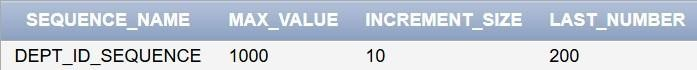 SEQUENCE_NAME MAX_VALUE INCREMENT_SIZE LAST_NUMBER
DEPT_ID_SEQUENCE 1000 10 200